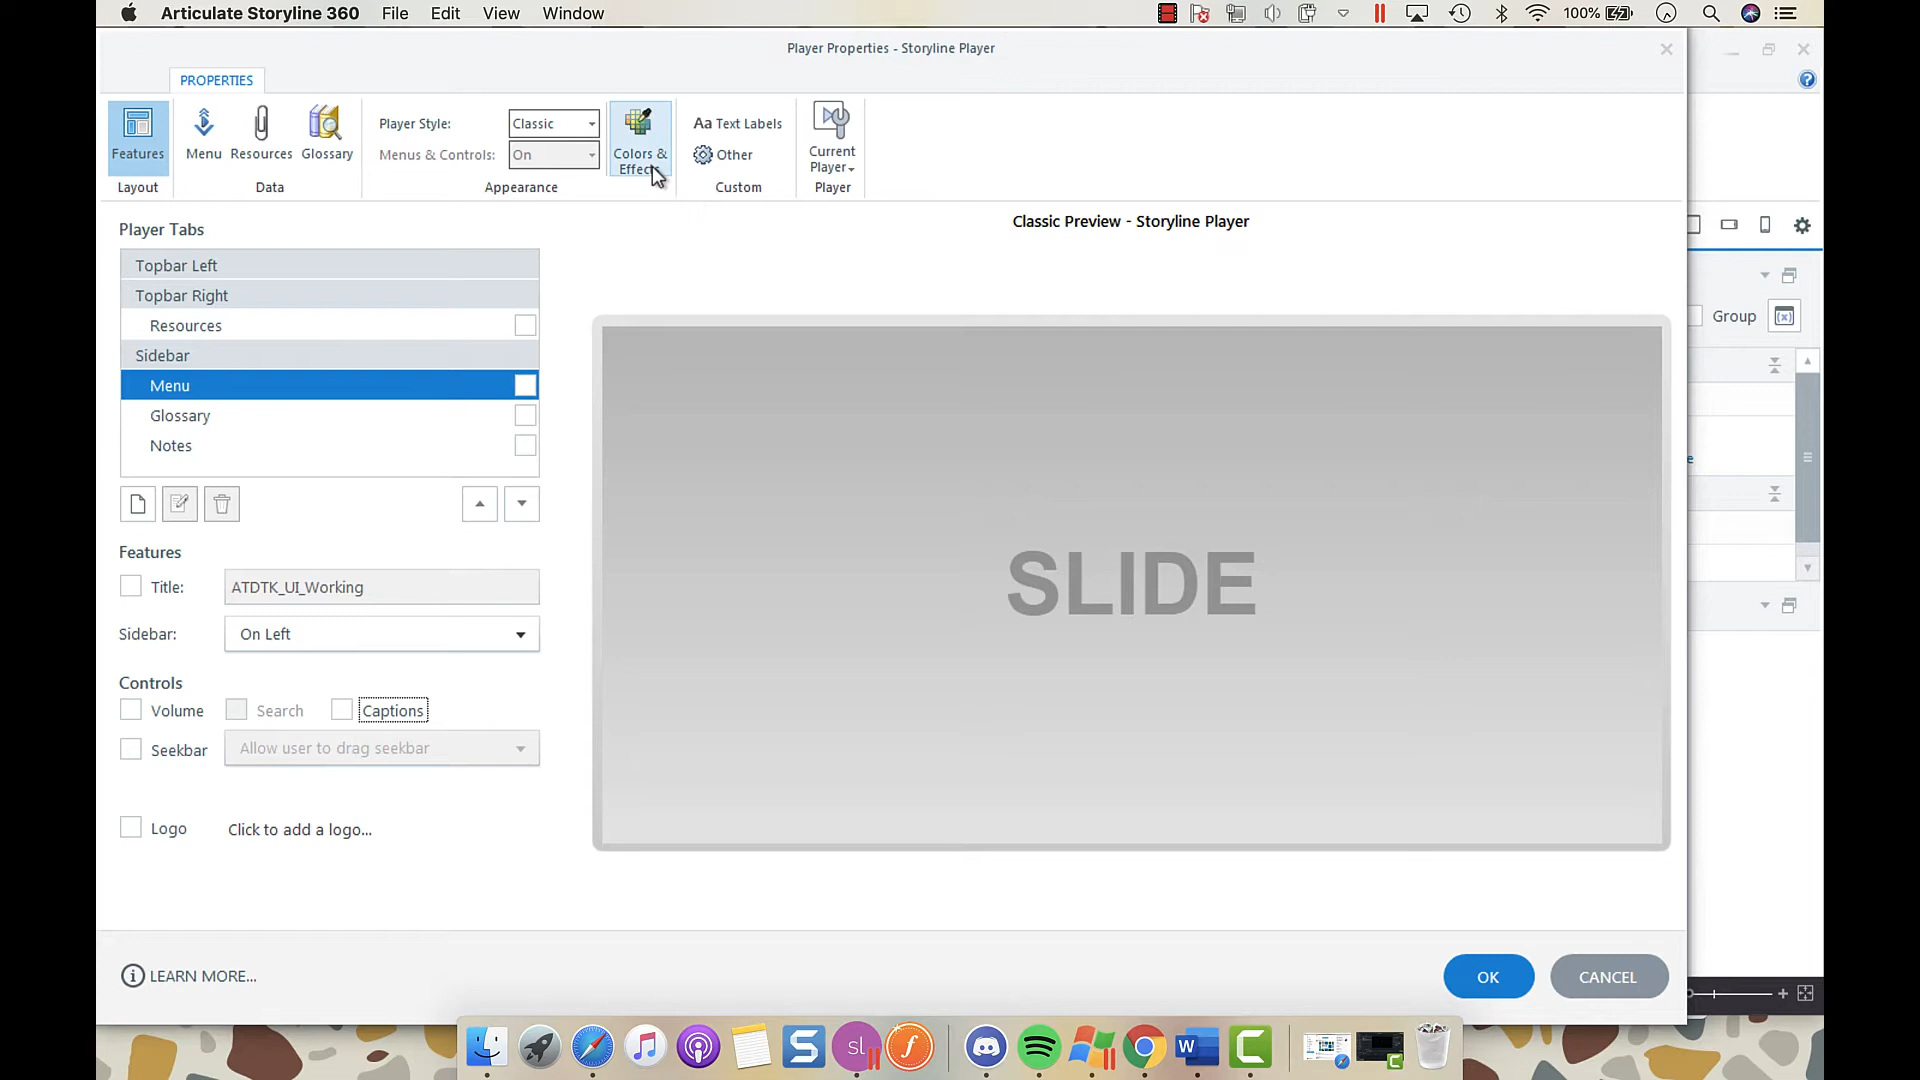 Articulate Storyline 360 File Edit View Window
100%
Player Properties - Storyline Player
PROPERTIES
Features
Menu
Resources
Glossary
Player Style:
Classic
Menus & Controls:
On
Colors &
Effects
Aa Text Labels
Other
Current
Player
Layout
Data
Appearance
Custom
Player
Player Tabs
Classic Preview - Storyline Player
Topbar Left
Topbar Right
Resources
Sidebar
Menu
Glossary
Notes
Group
(x)
e
SLIDE
Features
Title:
ATDTK_UI_Working
Sidebar:
On Left
Controls
Volume
Search
Captions
Seekbar
Allow user to drag seekbar
Logo
Click to add a logo...
LEARN MORE...
OK
CANCEL
S
sl
f
W
C